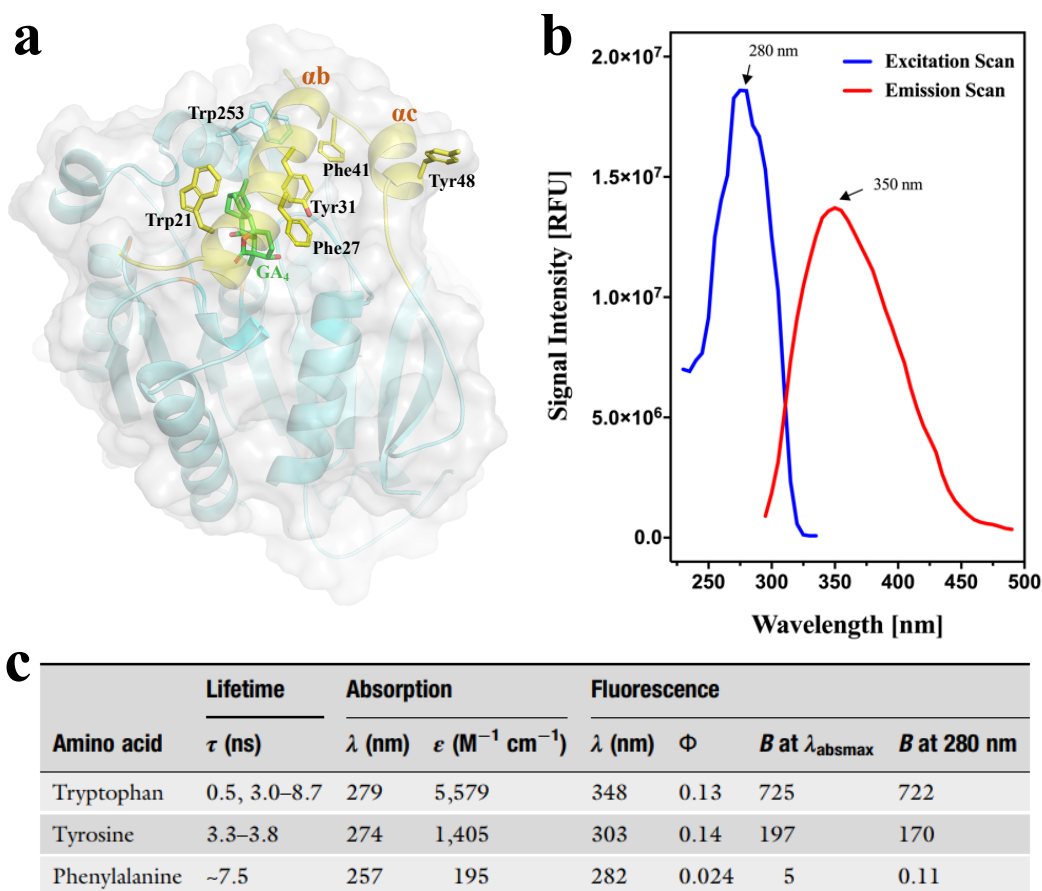 a
αb
αc
Trp253
Phe41
Tyr48
Trp21
Tyr31
Phe27
GA₄
b
280 nm
Excitation Scan
Emission Scan
350 nm
2.0×10⁷
1.5×10⁷
1.0×10⁷
5.0×10⁶
0.0
Signal Intensity [RFU]
250 300 350 400 450 500
Wavelength [nm]
c
Lifetime Absorption Fluorescence
Amino acid τ (ns) λ (nm) ε (M⁻¹ cm⁻¹) λ (nm) Φ B at λabsmax B at 280 nm
Tryptophan 0.5, 3.0–8.7 279 5,579 348 0.13 725 722
Tyrosine 3.3–3.8 274 1,405 303 0.14 197 170
Phenylalanine ~7.5 257 195 282 0.024 5 0.11